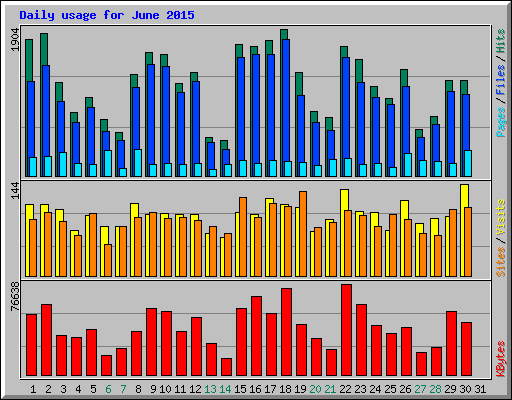 Daily usage for June 2015
1904
Pages / Files / Hits
144
Sites / Visits
76638
KBytes
1 2 3 4 5 6 7 8 9 10 11 12 13 14 15 16 17 18 19 20 21 22 23 24 25 26 27 28 29 30 31